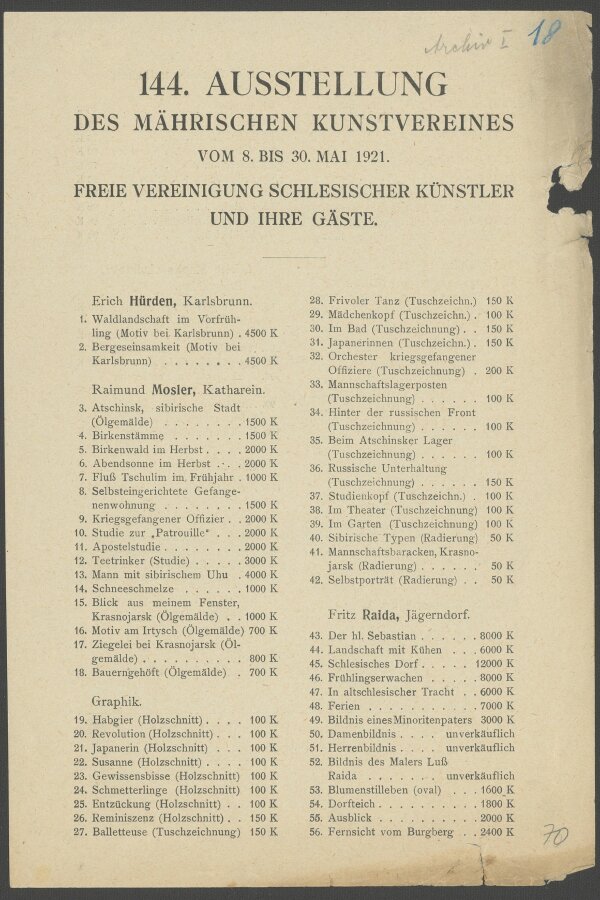 Archiv I 18
144. AUSSTELLUNG
DES MÄHRISCHEN KUNSTVEREINES
VOM 8. BIS 30. MAI 1921.
FREIE VEREINIGUNG SCHLESISCHER KÜNSTLER
UND IHRE GÄSTE.
Erich Hürden, Karlsbrunn.
1. Waldlandschaft im Vorfrüh-
ling (Motiv bei Karlsbrunn) . 4500 K
2. Bergeseinsamkeit (Motiv bei
Karlsbrunn) . . . . . . . . 4500 K
Raimund Mosler, Katharein.
3. Atschinsk, sibirische Stadt
(Ölgemälde) . . . . . . . 1500 K
4. Birkenstämme . . . . . . . 1500 K
5. Birkenwald im Herbst . . . . 2000 K
6. Abendsonne im Herbst . . . 2000 K
7. Fluß Tschulim im Frühjahr . 1000 K
8. Selbsteingerichtete Gefange-
nenwohnung . . . . . . . . 1500 K
9. Kriegsgefangener Offizier . . 2000 K
10. Studie zur „Patrouille“ . . . 2000 K
11. Apostelstudie . . . . . . . . 2000 K
12. Teetrinker (Studie) . . . . . 3000 K
13. Mann mit sibirischem Uhu . 4000 K
14. Schneeschmelze . . . . . . 1000 K
15. Blick aus meinem Fenster,
Krasnojarsk (Ölgemälde) . . 1000 K
16. Motiv am Irtysch (Ölgemälde) 700 K
17. Ziegelei bei Krasnojarsk (Öl-
gemälde) . . . . . . . . . . 800 K
18. Bauerngehöft (Ölgemälde) . 700 K
Graphik.
19. Habgier (Holzschnitt) . . . . 100 K
20. Revolution (Holzschnitt) . . . 100 K
21. Japanerin (Holzschnitt) . . . 100 K
22. Susanne (Holzschnitt) . . . . 100 K
23. Gewissensbisse (Holzschnitt) 100 K
24. Schmetterlinge (Holzschnitt) 100 K
25. Entzückung (Holzschnitt) . . 100 K
26. Reminiszenz (Holzschnitt) . . 150 K
27. Balletteuse (Tuschzeichnung) 150 K
28. Frivoler Tanz (Tuschzeichn.) 150 K
29. Mädchenkopf (Tuschzeichn.) . 100 K
30. Im Bad (Tuschzeichnung) . . 150 K
31. Japanerinnen (Tuschzeichn.) . 150 K
32. Orchester kriegsgefangener
Offiziere (Tuschzeichnung) . 200 K
33. Mannschaftslagerposten
(Tuschzeichnung) . . . . . . 100 K
34. Hinter der russischen Front
(Tuschzeichnung) . . . . . . 100 K
35. Beim Atschinsker Lager
(Tuschzeichnung) . . . . . . 100 K
36. Russische Unterhaltung
(Tuschzeichnung) . . . . . . 150 K
37. Studienkopf (Tuschzeichn.) . 100 K
38. Im Theater (Tuschzeichnung) 100 K
39. Im Garten (Tuschzeichnung) 100 K
40. Sibirische Typen (Radierung) 50 K
41. Mannschaftsbaracken, Krasno-
jarsk (Radierung) . . . . . . 50 K
42. Selbstporträt (Radierung) . . 50 K
Fritz Raida, Jägerndorf.
43. Der hl. Sebastian . . . . . . 8000 K
44. Landschaft mit Kühen . . . 6000 K
45. Schlesisches Dorf . . . . . 12000 K
46. Frühlingserwachen . . . . . 8000 K
47. In altschlesischer Tracht . . 6000 K
48. Ferien . . . . . . . . . . . 7000 K
49. Bildnis eines Minoritenpaters 3000 K
50. Damenbildnis . . . . unverkäuflich
51. Herrenbildnis . . . . unverkäuflich
52. Bildnis des Malers Luß
Raida . . . . . . . unverkäuflich
53. Blumenstilleben (oval) . . . 1600 K
54. Dorfteich . . . . . . . . . . 1800 K
55. Ausblick . . . . . . . . . . 2000 K
56. Fernsicht vom Burgberg . . . 2400 K
70